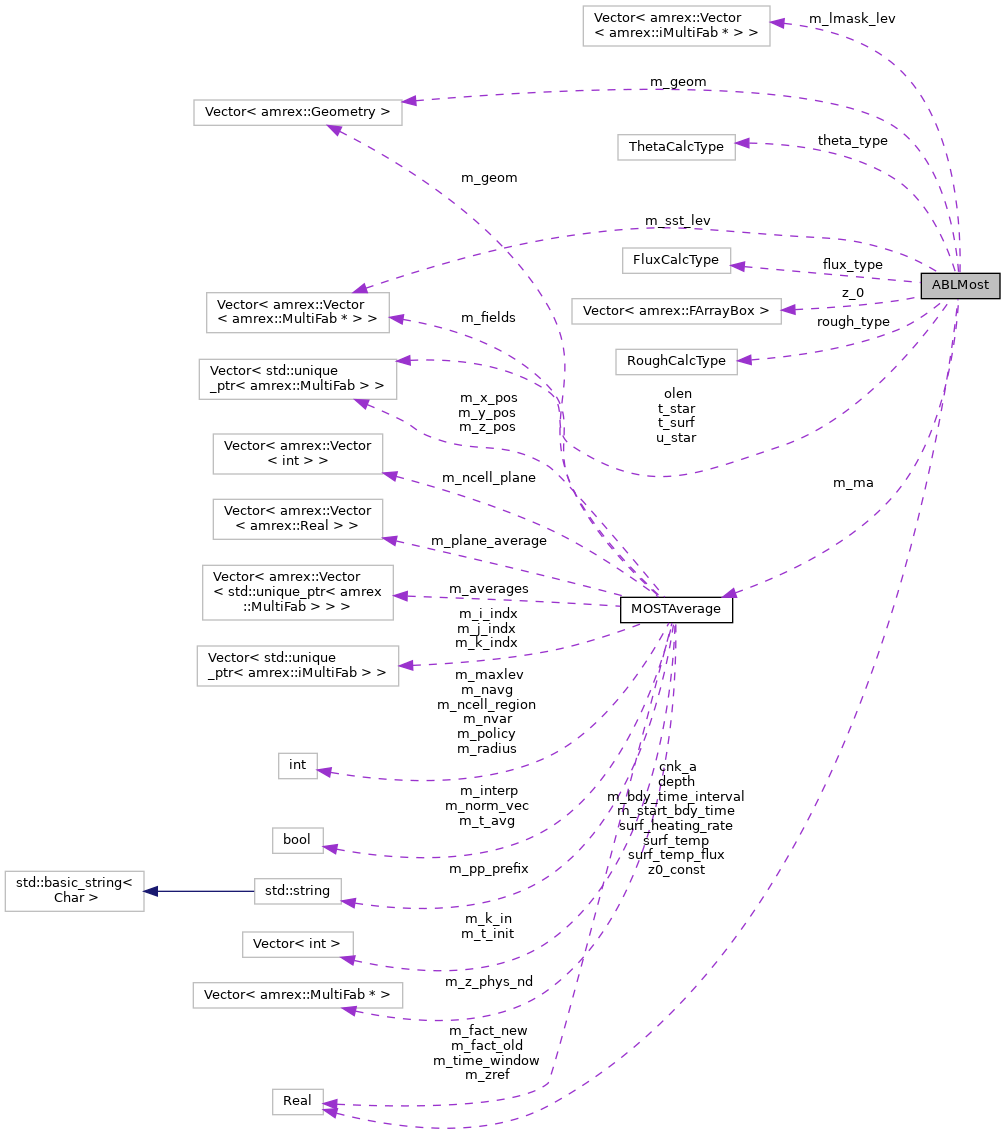 Vector< amrex::Vector
< amrex::iMultiFab * > >
m_lmask_lev
m_geom
Vector< amrex::Geometry >
theta_type
ThetaCalcType
m_geom
m_sst_lev
FluxCalcType
flux_type
ABLMost
z_0
Vector< amrex::Vector
< amrex::MultiFab * > >
m_fields
Vector< amrex::FArrayBox >
rough_type
RoughCalcType
Vector< std::unique
_ptr< amrex::MultiFab > >
m_x_pos
m_y_pos
m_z_pos
olen
t_star
t_surf
u_star
Vector< amrex::Vector
< int > >
m_ncell_plane
m_ma
Vector< amrex::Vector
< amrex::Real > >
m_plane_average
Vector< amrex::Vector
< std::unique_ptr< amrex
::MultiFab > > >
m_averages
MOSTAverage
m_i_indx
m_j_indx
m_k_indx
Vector< std::unique
_ptr< amrex::iMultiFab > >
m_maxlev
m_navg
m_ncell_region
m_nvar
m_policy
m_radius
int
cnk_a
depth
m_bdy_time_interval
m_start_bdy_time
surf_heating_rate
surf_temp
surf_temp_flux
z0_const
m_interp
m_norm_vec
m_t_avg
bool
m_pp_prefix
std::basic_string<
Char >
std::string
m_k_in
m_t_init
Vector< int >
m_z_phys_nd
Vector< amrex::MultiFab * >
m_fact_new
m_fact_old
m_time_window
m_zref
Real